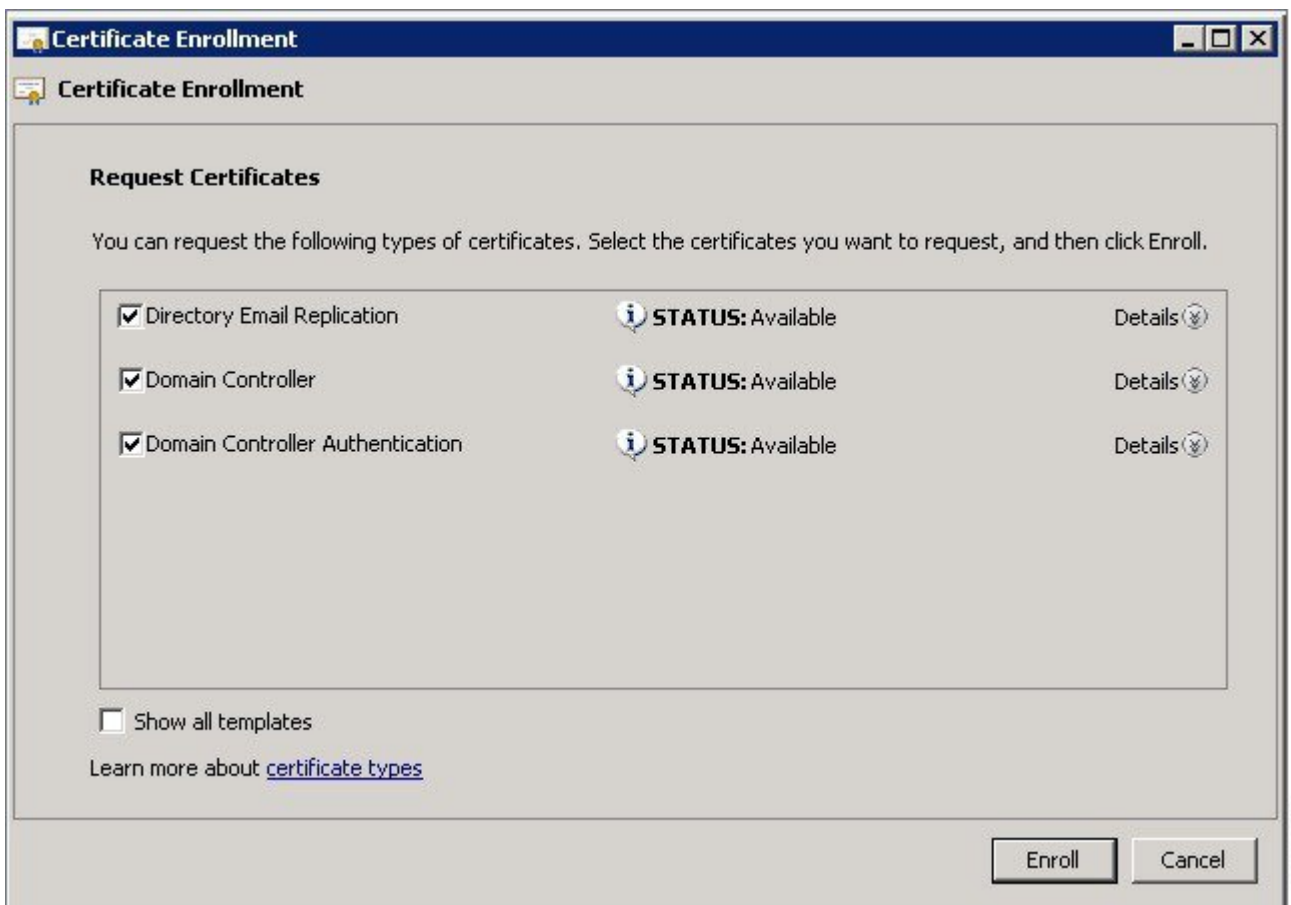 Certificate Enrollment
Certificate Enrollment
Request Certificates
You can request the following types of certificates. Select the certificates you want to request, and then click Enroll.
Directory Email Replication STATUS: Available Details
Domain Controller STATUS: Available Details
Domain Controller Authentication STATUS: Available Details
Show all templates
Learn more about certificate types
Enroll Cancel